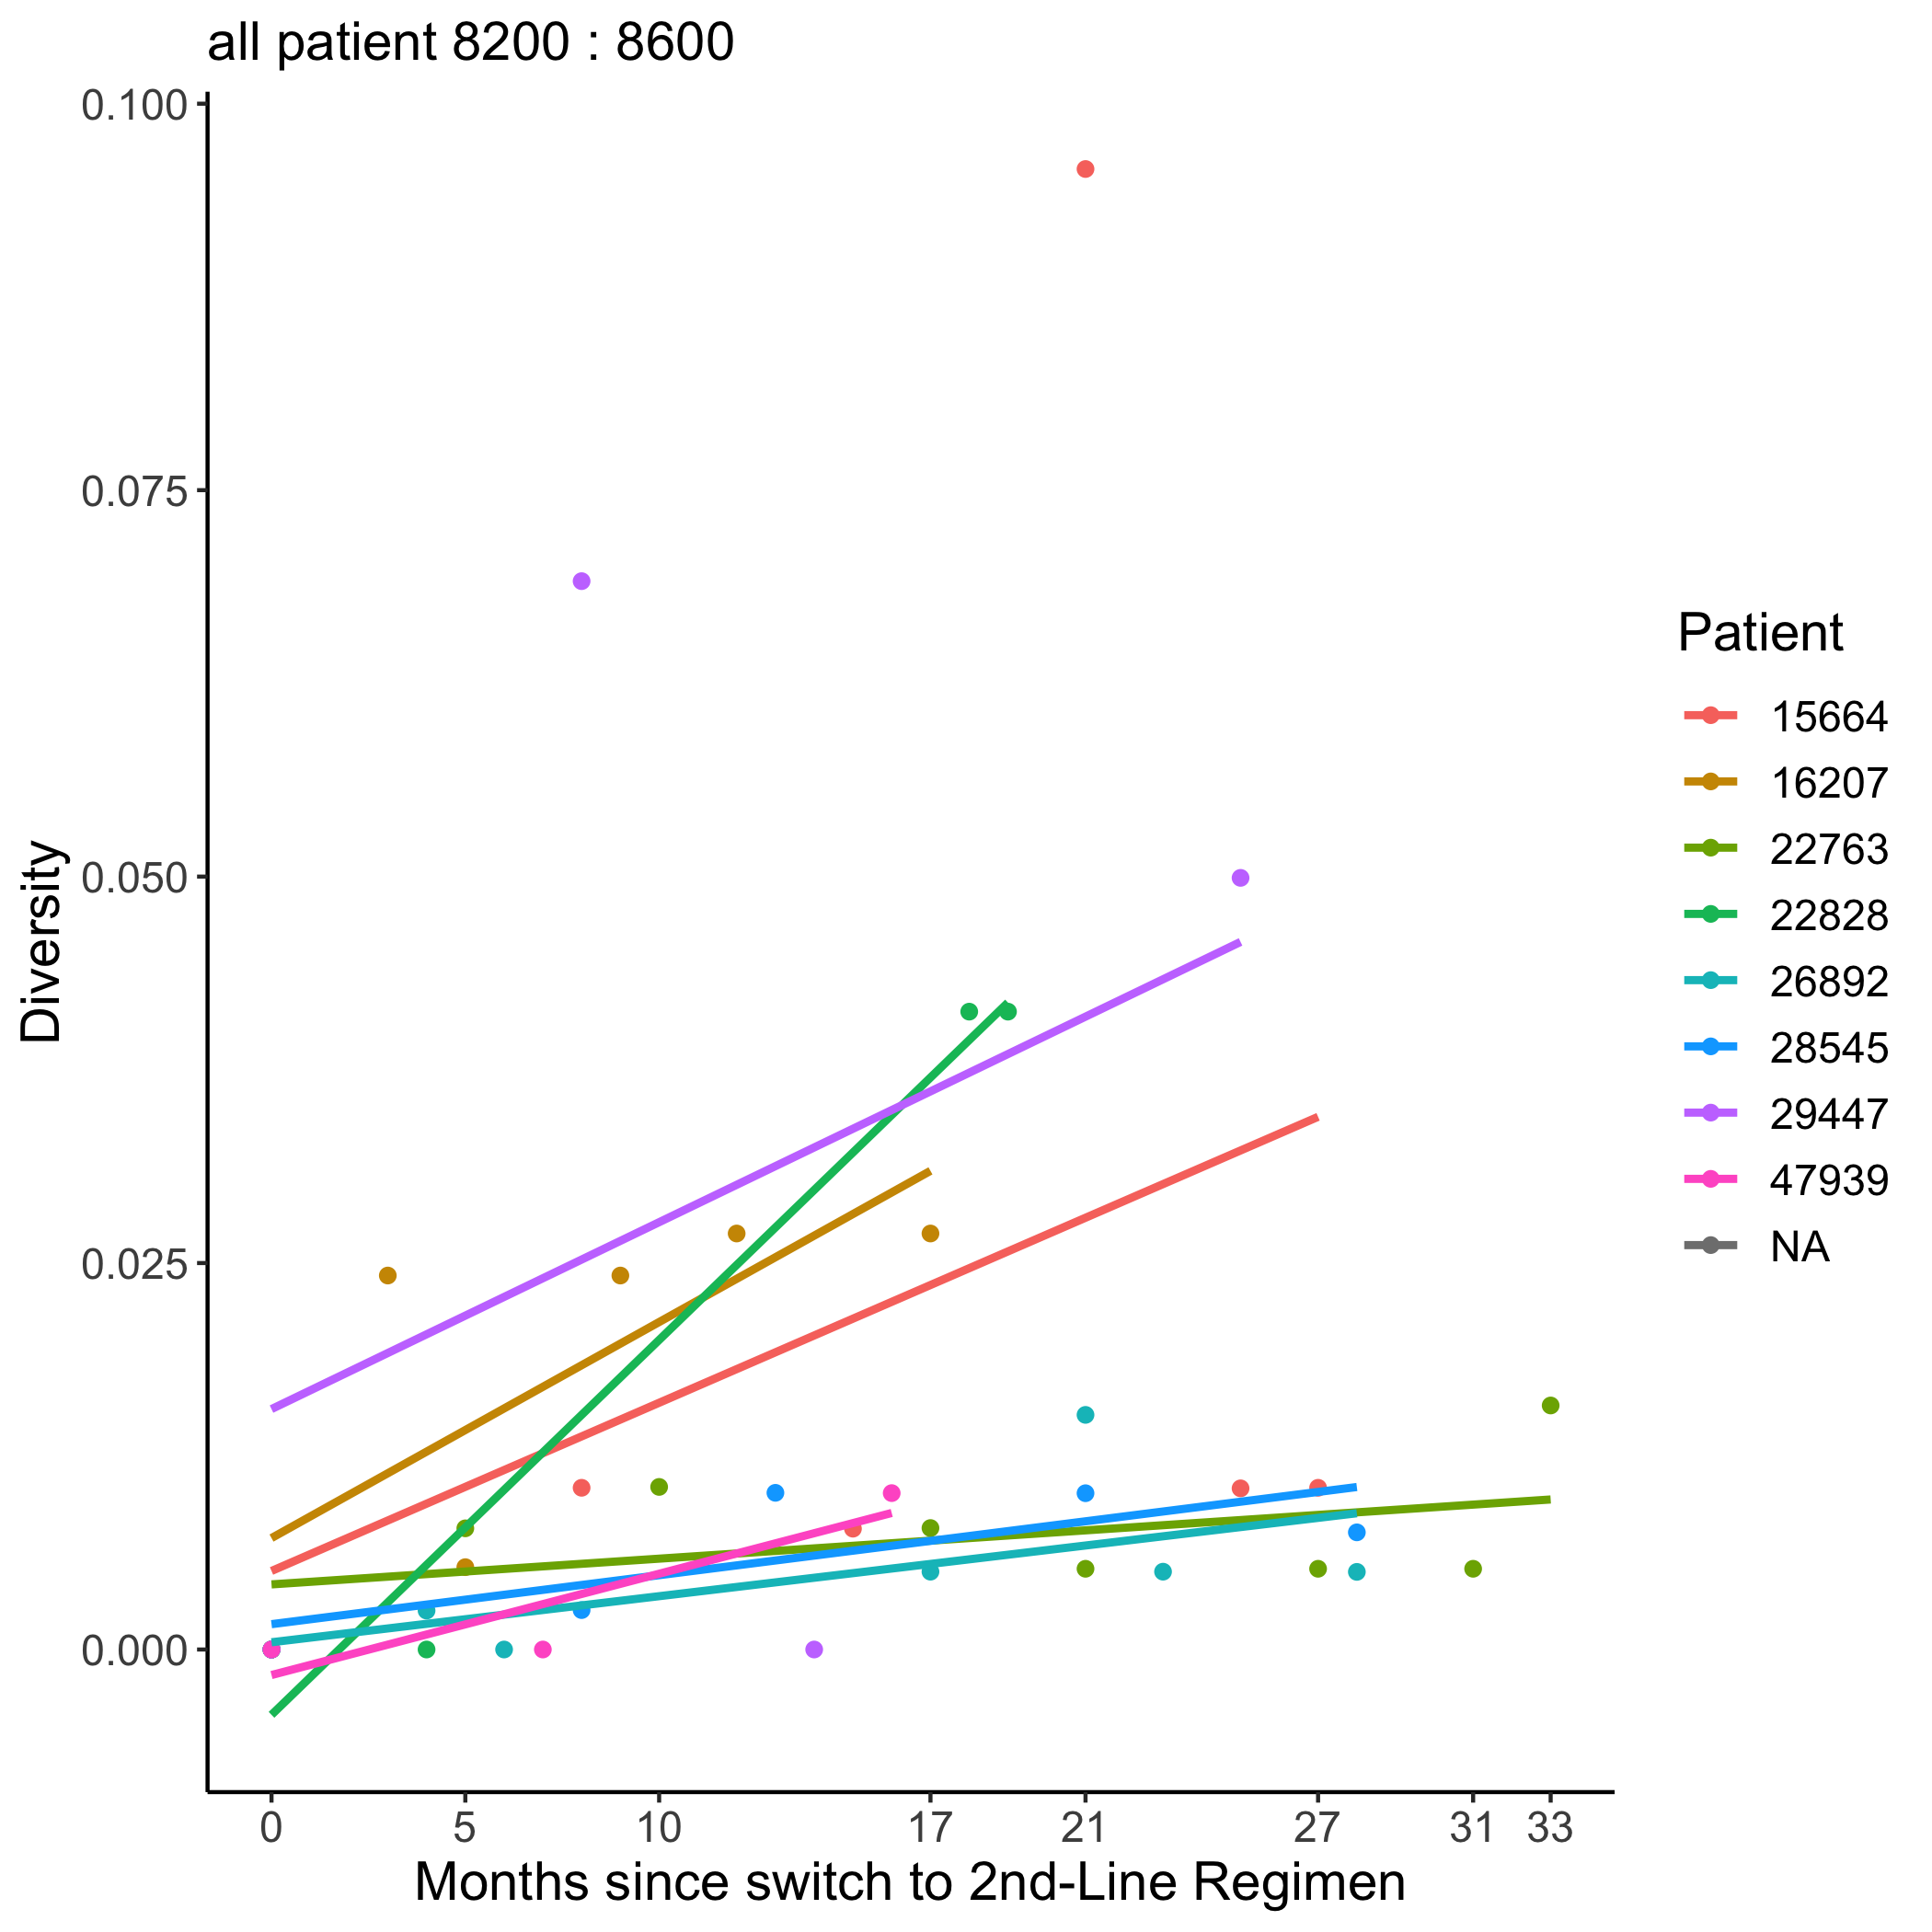 all patient 8200 : 8600
0.100
0.075
0.050
0.025
0.000
Diversity
0 5 10 17 21 27 31 33
Months since switch to 2nd-Line Regimen
Patient
15664
16207
22763
22828
26892
28545
29447
47939
NA